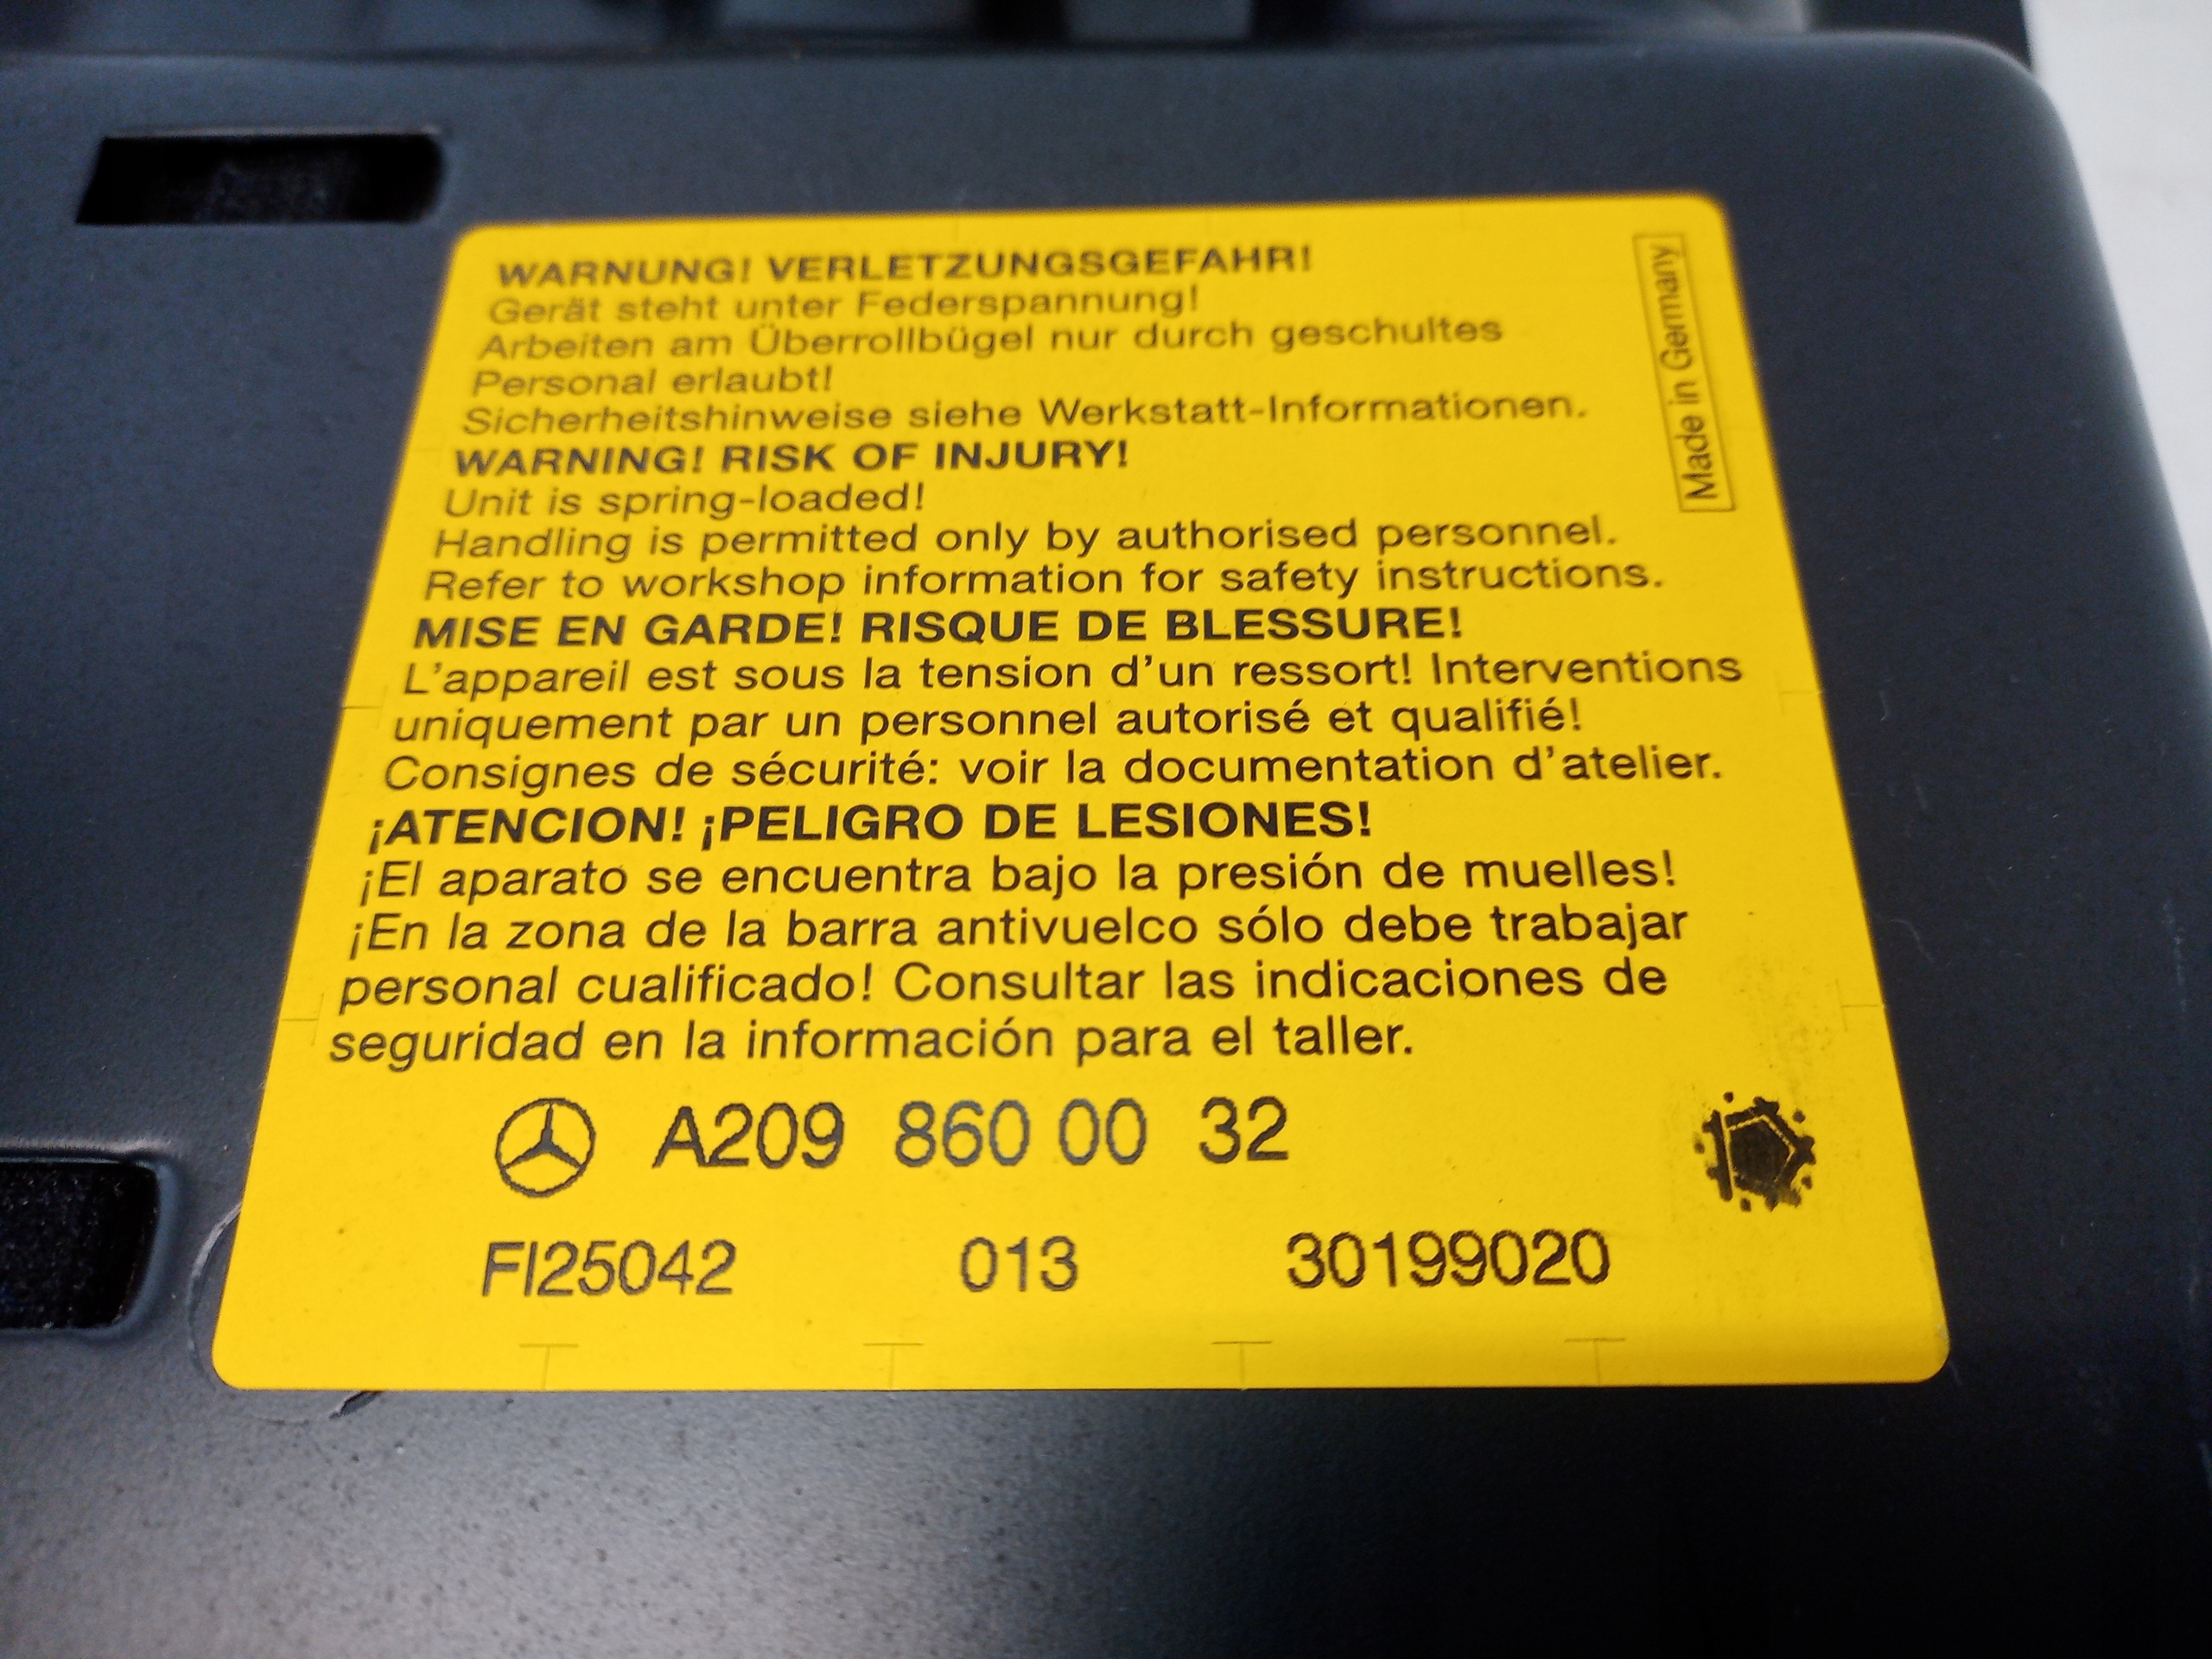 WARNUNG! VERLETZUNGSGEFAHR!
Gerät steht unter Federspannung!
Arbeiten am Überrollbügel nur durch geschultes
Personal erlaubt!
Sicherheitshinweise siehe Werkstatt-Informationen.
WARNING! RISK OF INJURY!
Unit is spring-loaded!
Handling is permitted only by authorised personnel.
Refer to workshop information for safety instructions.
MISE EN GARDE! RISQUE DE BLESSURE!
L'appareil est sous la tension d'un ressort! Interventions
uniquement par un personnel autorisé et qualifié!
Consignes de sécurité: voir la documentation d'atelier.
¡ATENCION! ¡PELIGRO DE LESIONES!
¡El aparato se encuentra bajo la presión de muelles!
¡En la zona de la barra antivuelco sólo debe trabajar
personal cualificado! Consultar las indicaciones de
seguridad en la información para el taller.
A209 860 00 32
FI25042 013 30199020
Made in Germany